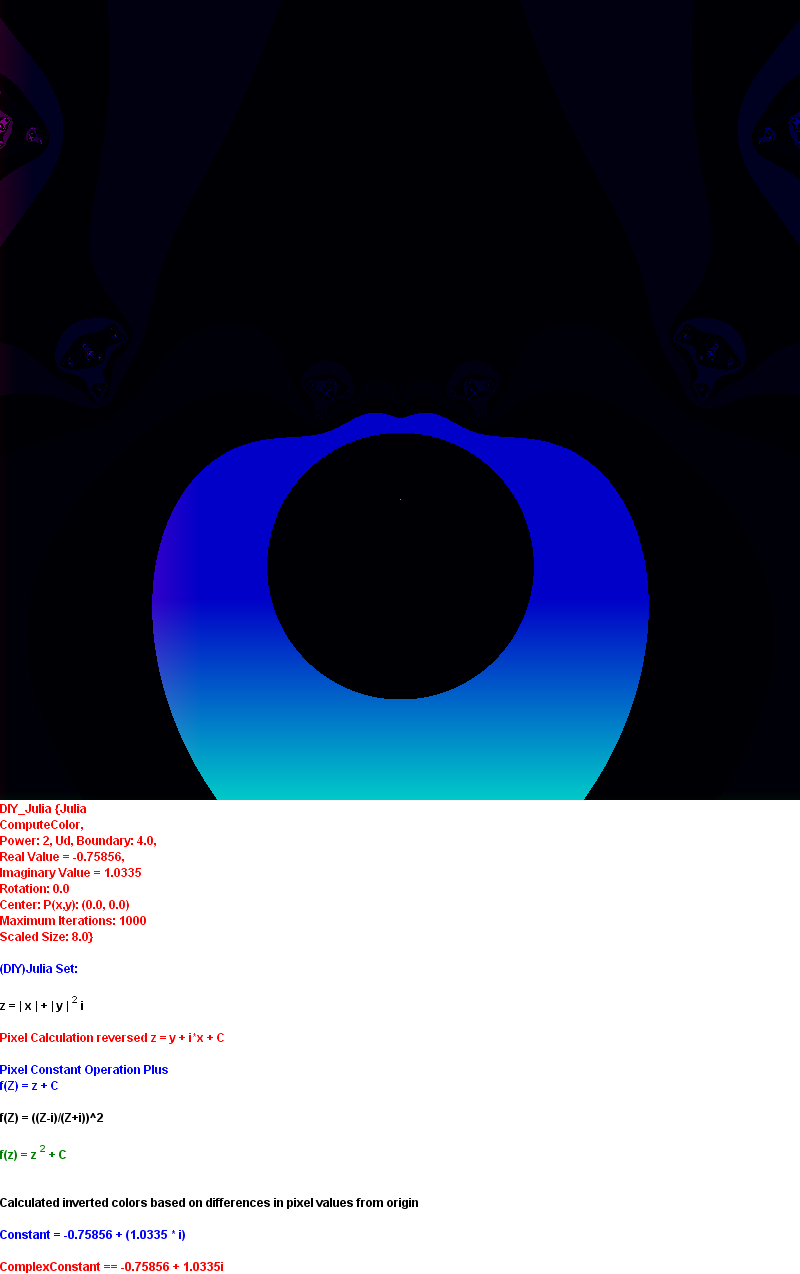 DIY_Julia {Julia
ComputeColor,
Power: 2, Ud, Boundary: 4.0,
Real Value = -0.75856,
Imaginary Value = 1.0335
Rotation: 0.0
Center: P(x,y): (0.0, 0.0)
Maximum Iterations: 1000
Scaled Size: 8.0}
(DIY)Julia Set:
z = | x | + | y | 2 i
Pixel Calculation reversed z = y + i*x + C
Pixel Constant Operation Plus
f(Z) = z + C
f(Z) = ((Z-i)/(Z+i))^2
f(z) = z 2 + C
Calculated inverted colors based on differences in pixel values from origin
Constant = -0.75856 + (1.0335 * i)
ComplexConstant == -0.75856 + 1.0335i